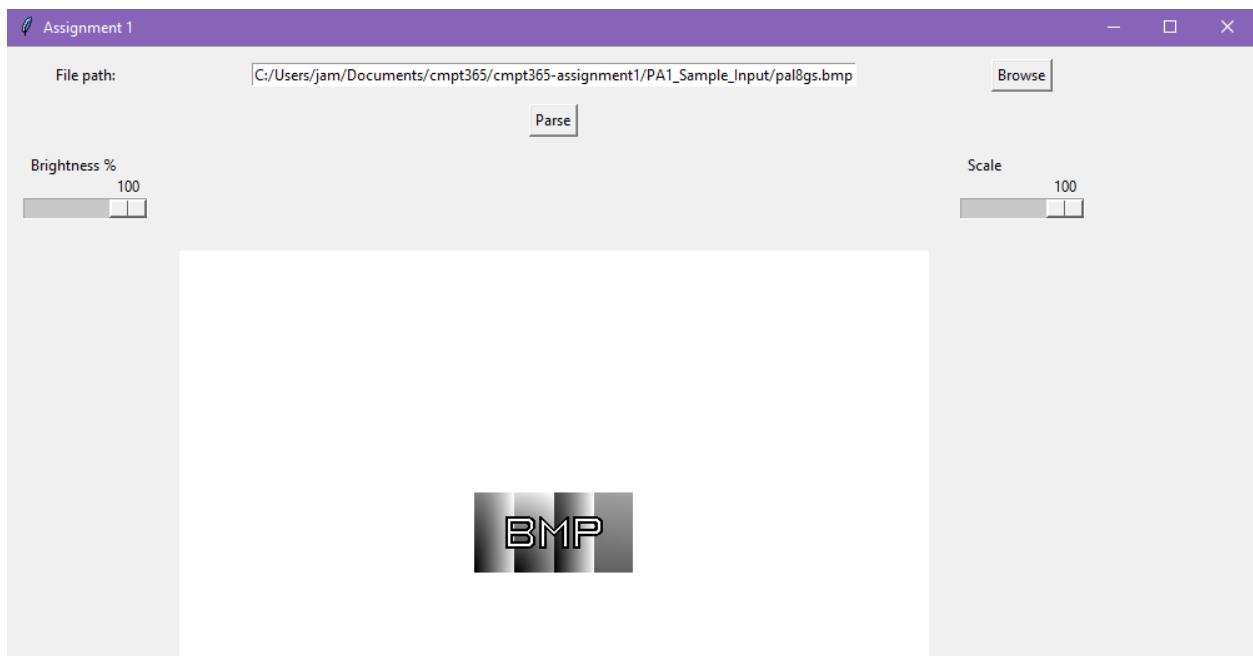 Assignment 1
File path: C:/Users/jam/Documents/cmpt365/cmpt365-assignment1/PA1_Sample_Input/pal8gs.bmp Browse
Parse
Brightness % Scale
100 100
BMP